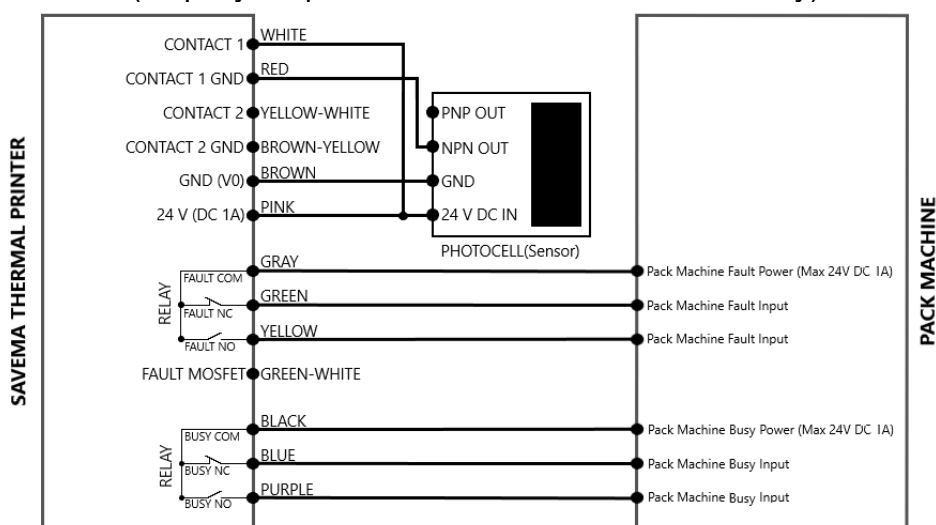 SAVEMA THERMAL PRINTER
CONTACT 1
WHITE
CONTACT 1 GND
RED
CONTACT 2
YELLOW-WHITE
CONTACT 2 GND
BROWN-YELLOW
GND (V0)
BROWN
24 V (DC 1A)
PINK
PNP OUT
NPN OUT
GND
24 V DC IN
PHOTOCELL(Sensor)
RELAY
FAULT COM
GRAY
Pack Machine Fault Power (Max 24V DC 1A)
FAULT NC
GREEN
Pack Machine Fault Input
FAULT NO
YELLOW
Pack Machine Fault Input
FAULT MOSFET
GREEN-WHITE
RELAY
BUSY COM
BLACK
Pack Machine Busy Power (Max 24V DC 1A)
BUSY NC
BLUE
Pack Machine Busy Input
BUSY NO
PURPLE
Pack Machine Busy Input
PACK MACHINE